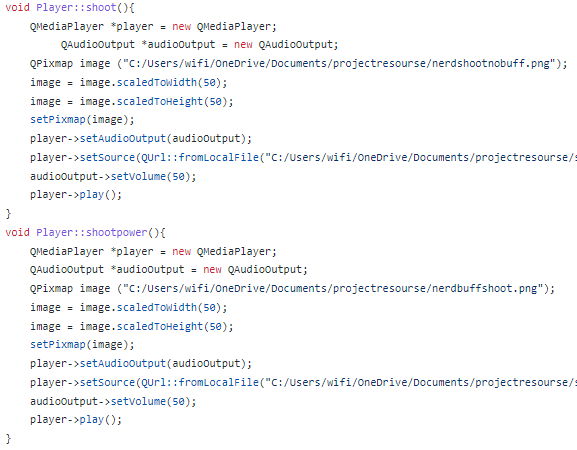 void Player::shoot(){
QMediaPlayer *player = new QMediaPlayer;
QAudioOutput *audioOutput = new QAudioOutput;
QPixmap image ("C:/Users/wifi/OneDrive/Documents/projectresourse/nerdshootnobuff.png");
image = image.scaledToWidth(50);
image = image.scaledToHeight(50);
setPixmap(image);
player->setAudioOutput(audioOutput);
player->setSource(QUrl::fromLocalFile("C:/Users/wifi/OneDrive/Documents/projectresourse/s
audioOutput->setVolume(50);
player->play();
}
void Player::shootpower(){
QMediaPlayer *player = new QMediaPlayer;
QAudioOutput *audioOutput = new QAudioOutput;
QPixmap image ("C:/Users/wifi/OneDrive/Documents/projectresourse/nerdbuffshoot.png");
image = image.scaledToWidth(50);
image = image.scaledToHeight(50);
setPixmap(image);
player->setAudioOutput(audioOutput);
player->setSource(QUrl::fromLocalFile("C:/Users/wifi/OneDrive/Documents/projectresourse/s
audioOutput->setVolume(50);
player->play();
}